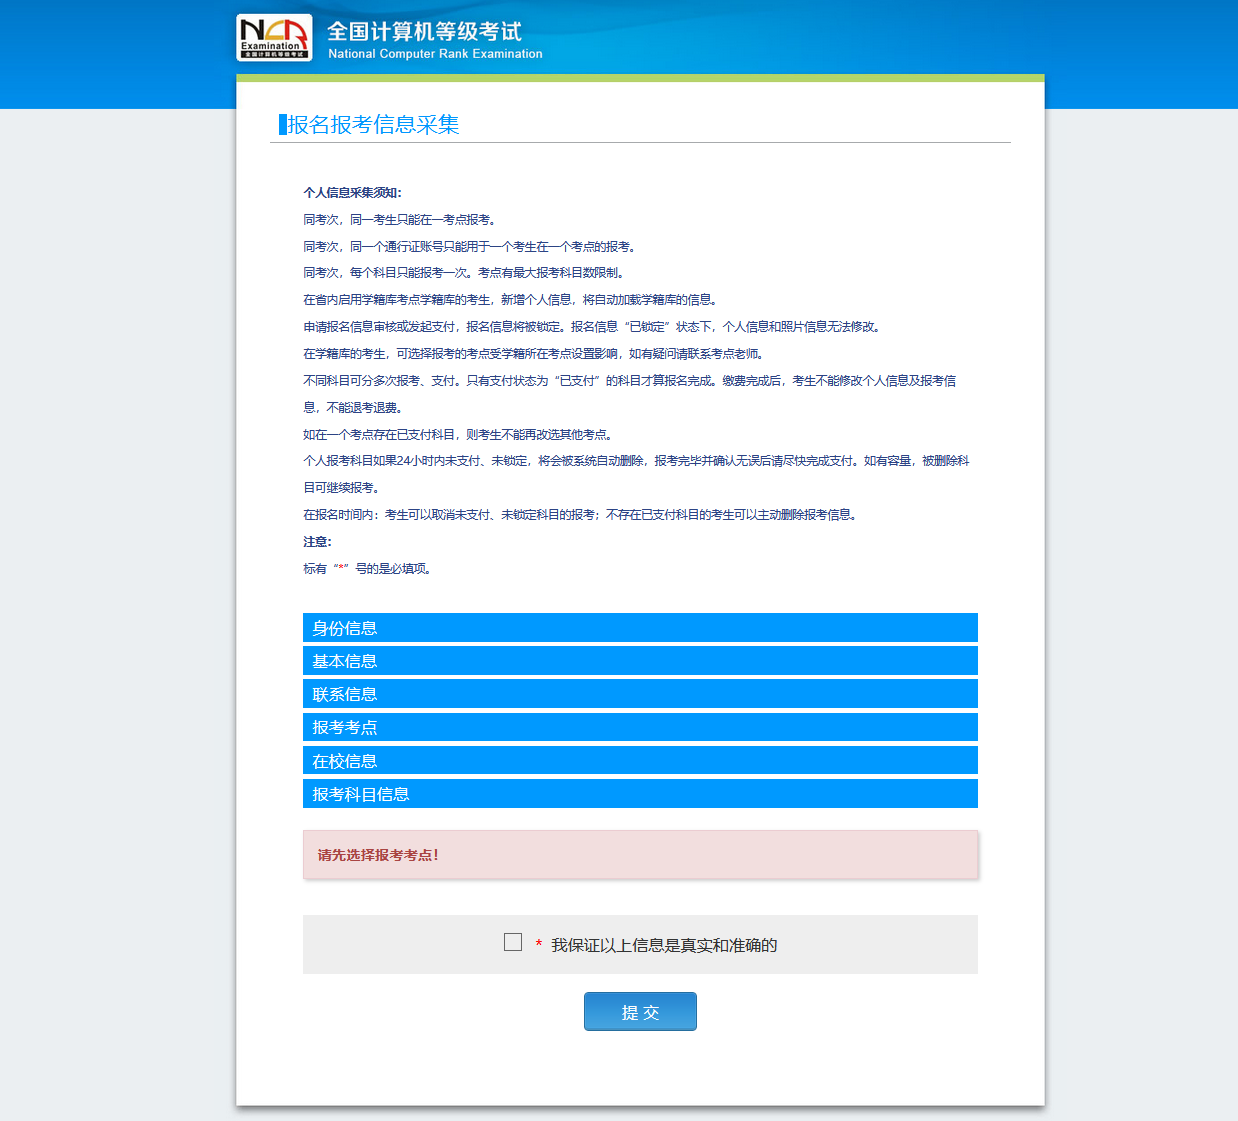 NCR
Examination
全国计算机等级考试
全国计算机等级考试
National Computer Rank Examination
报名报考信息采集
个人信息采集须知：
同考次，同一考生只能在一考点报考。
同考次，同一个通行证账号只能用于一个考生在一个考点的报考。
同考次，每个科目只能报考一次。考点有最大报考科目数限制。
在省内启用学籍库考点学籍库的考生，新增个人信息，将自动加载学籍库的信息。
申请报名信息审核或发起支付，报名信息将被锁定。报名信息“已锁定”状态下，个人信息和照片信息无法修改。
在学籍库的考生，可选择报考的考点受学籍所在考点设置影响，如有疑问请联系考点老师。
不同科目可分多次报考、支付。只有支付状态为“已支付”的科目才算报名完成。缴费完成后，考生不能修改个人信息及报考信
息，不能退考退费。
如在一个考点存在已支付科目，则考生不能再改选其他考点。
个人报考科目如果24小时内未支付、未锁定，将会被系统自动删除，报考完毕并确认无误后请尽快完成支付。如有容量，被删除科
目可继续报考。
在报名时间内：考生可以取消未支付、未锁定科目的报考；不存在已支付科目的考生可以主动删除报考信息。
注意：
标有“*”号的是必填项。
身份信息
基本信息
联系信息
报考考点
在校信息
报考科目信息
请先选择报考考点！
* 我保证以上信息是真实和准确的
提 交